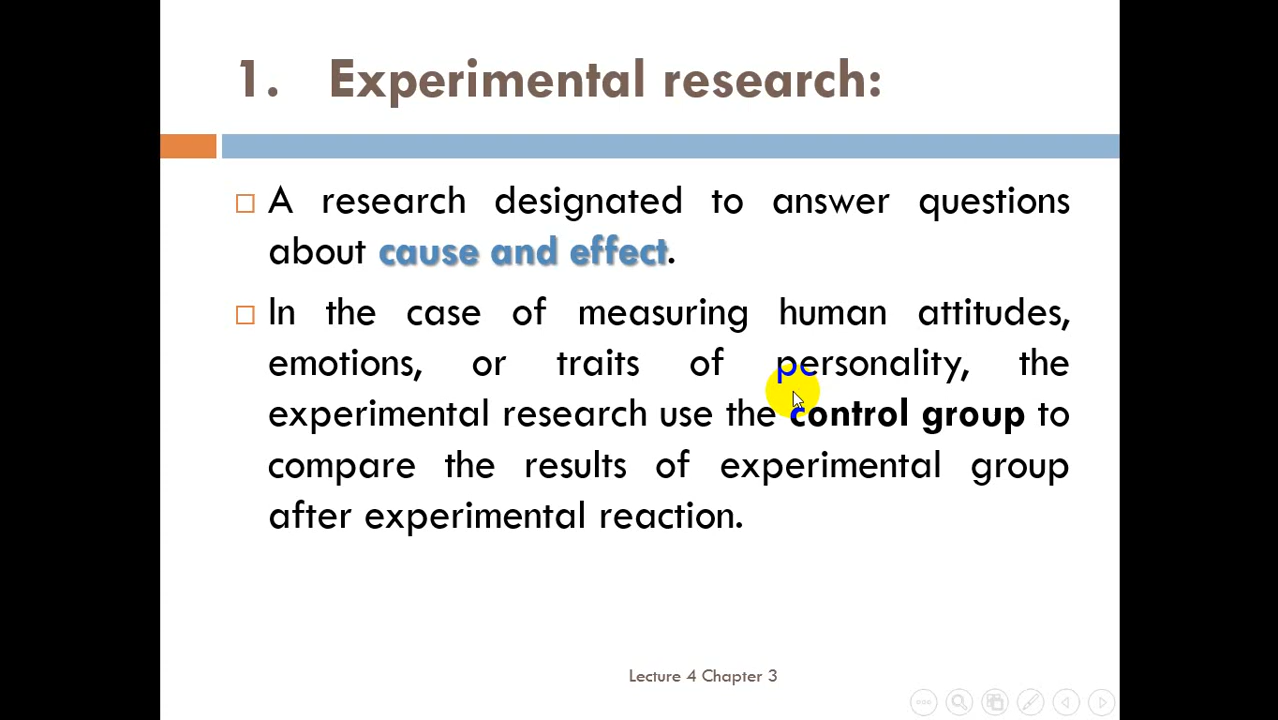 1. Experimental research:
A research designated to answer questions
about cause and effect.
In the case of measuring human attitudes,
emotions, or traits of personality, the
experimental research use the control group to
compare the results of experimental group
after experimental reaction.
Lecture 4 Chapter 3